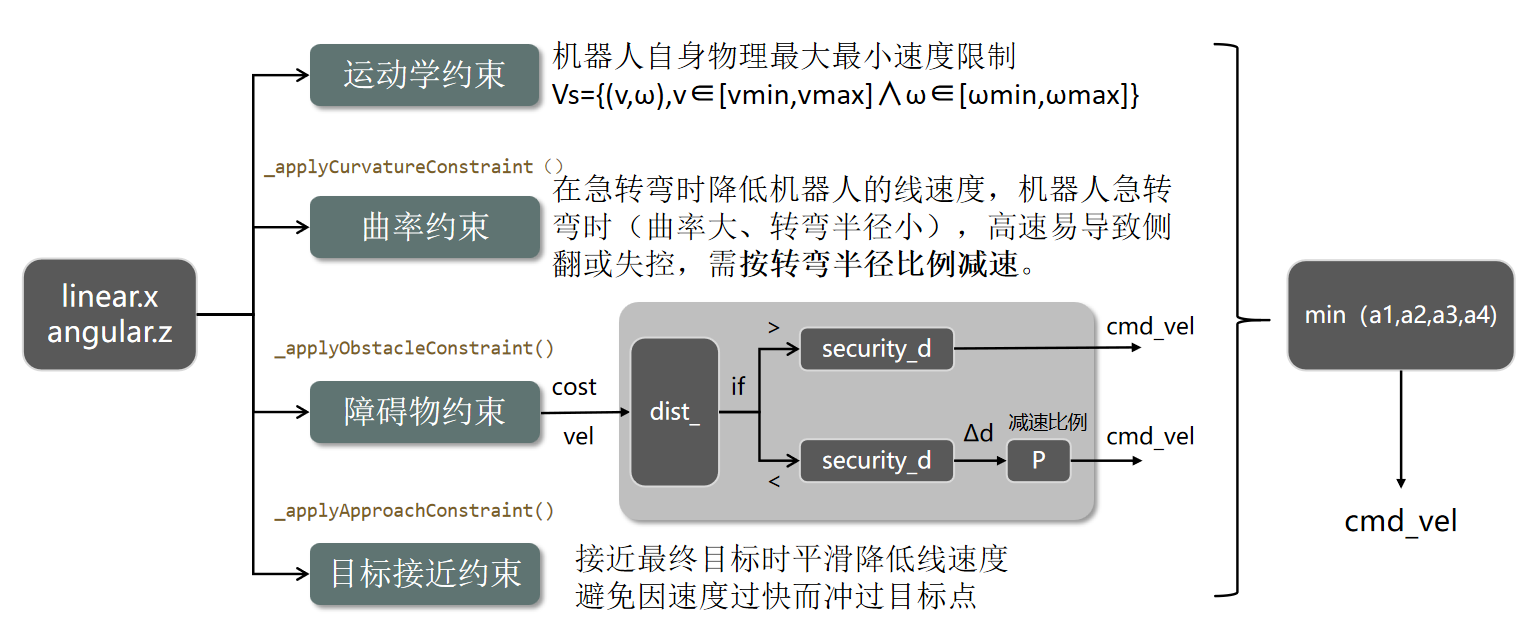 linear.x
angular.z
运动学约束
机器人自身物理最大最小速度限制
Vs={(v,ω),v∈[vmin,vmax]∧ω∈[ωmin,ωmax]}
_applyCurvatureConstraint（）
曲率约束
在急转弯时降低机器人的线速度，机器人急转
弯时（曲率大、转弯半径小），高速易导致侧
翻或失控，需按转弯半径比例减速。
_applyObstacleConstraint()
障碍物约束
cost
vel
dist_
if
>
security_d
cmd_vel
<
security_d
Δd
减速比例
P
cmd_vel
_applyApproachConstraint()
目标接近约束
接近最终目标时平滑降低线速度
避免因速度过快而冲过目标点
min（a1,a2,a3,a4)
cmd_vel